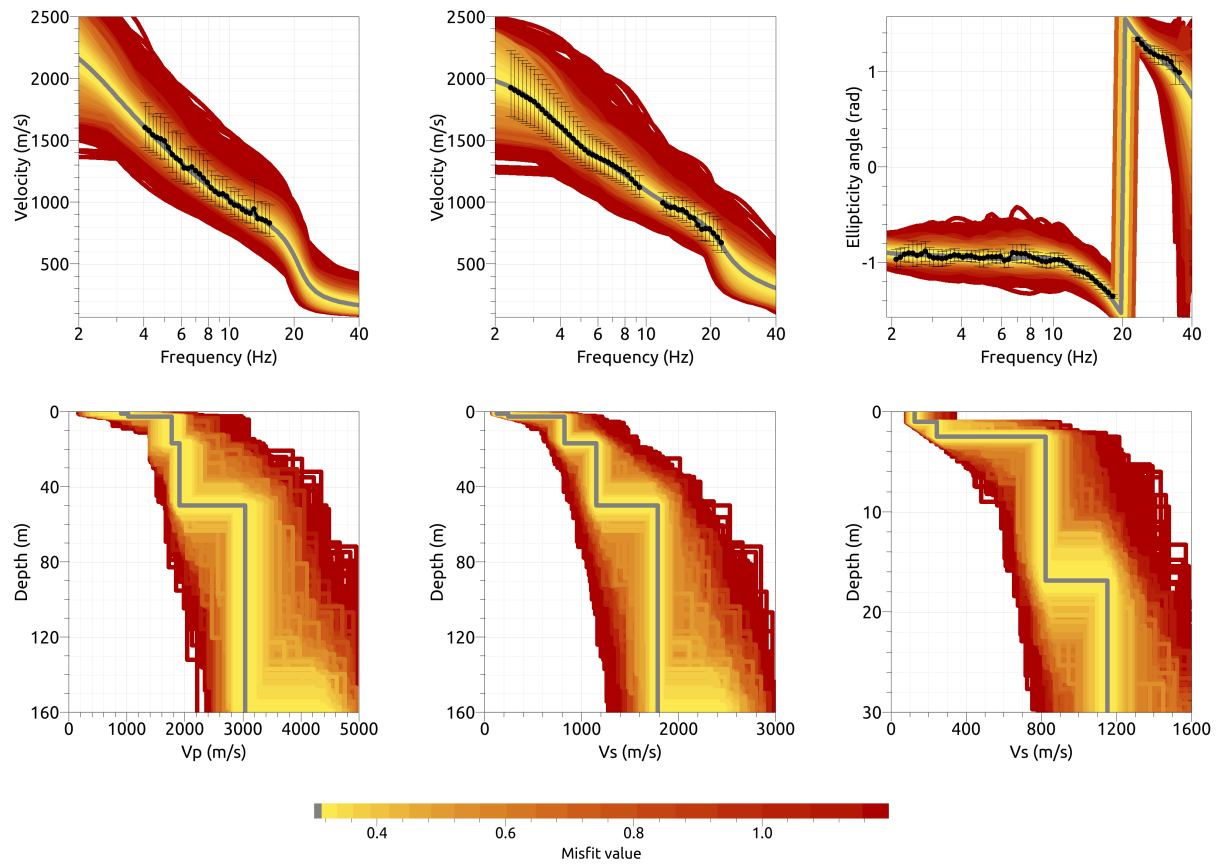 2500
2000
1500
1000
500
Velocity (m/s)
2 4 6 8 10 20 40
Frequency (Hz)
2500
2000
1500
1000
500
Velocity (m/s)
2 4 6 8 10 20 40
Frequency (Hz)
1
0
-1
Ellipticity angle (rad)
2 4 6 8 10 20 40
Frequency (Hz)
0
40
80
120
160
Depth (m)
0 1000 2000 3000 4000 5000
Vp (m/s)
0
40
80
120
160
Depth (m)
0 1000 2000 3000
Vs (m/s)
0
10
20
30
Depth (m)
0 400 800 1200 1600
Vs (m/s)
0.4 0.6 0.8 1.0
Misfit value